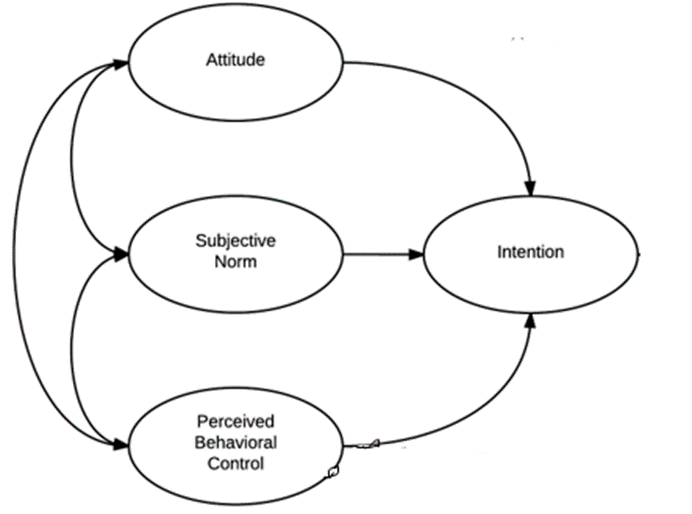 Attitude
Subjective
Norm
Intention
Perceived
Behavioral
Control